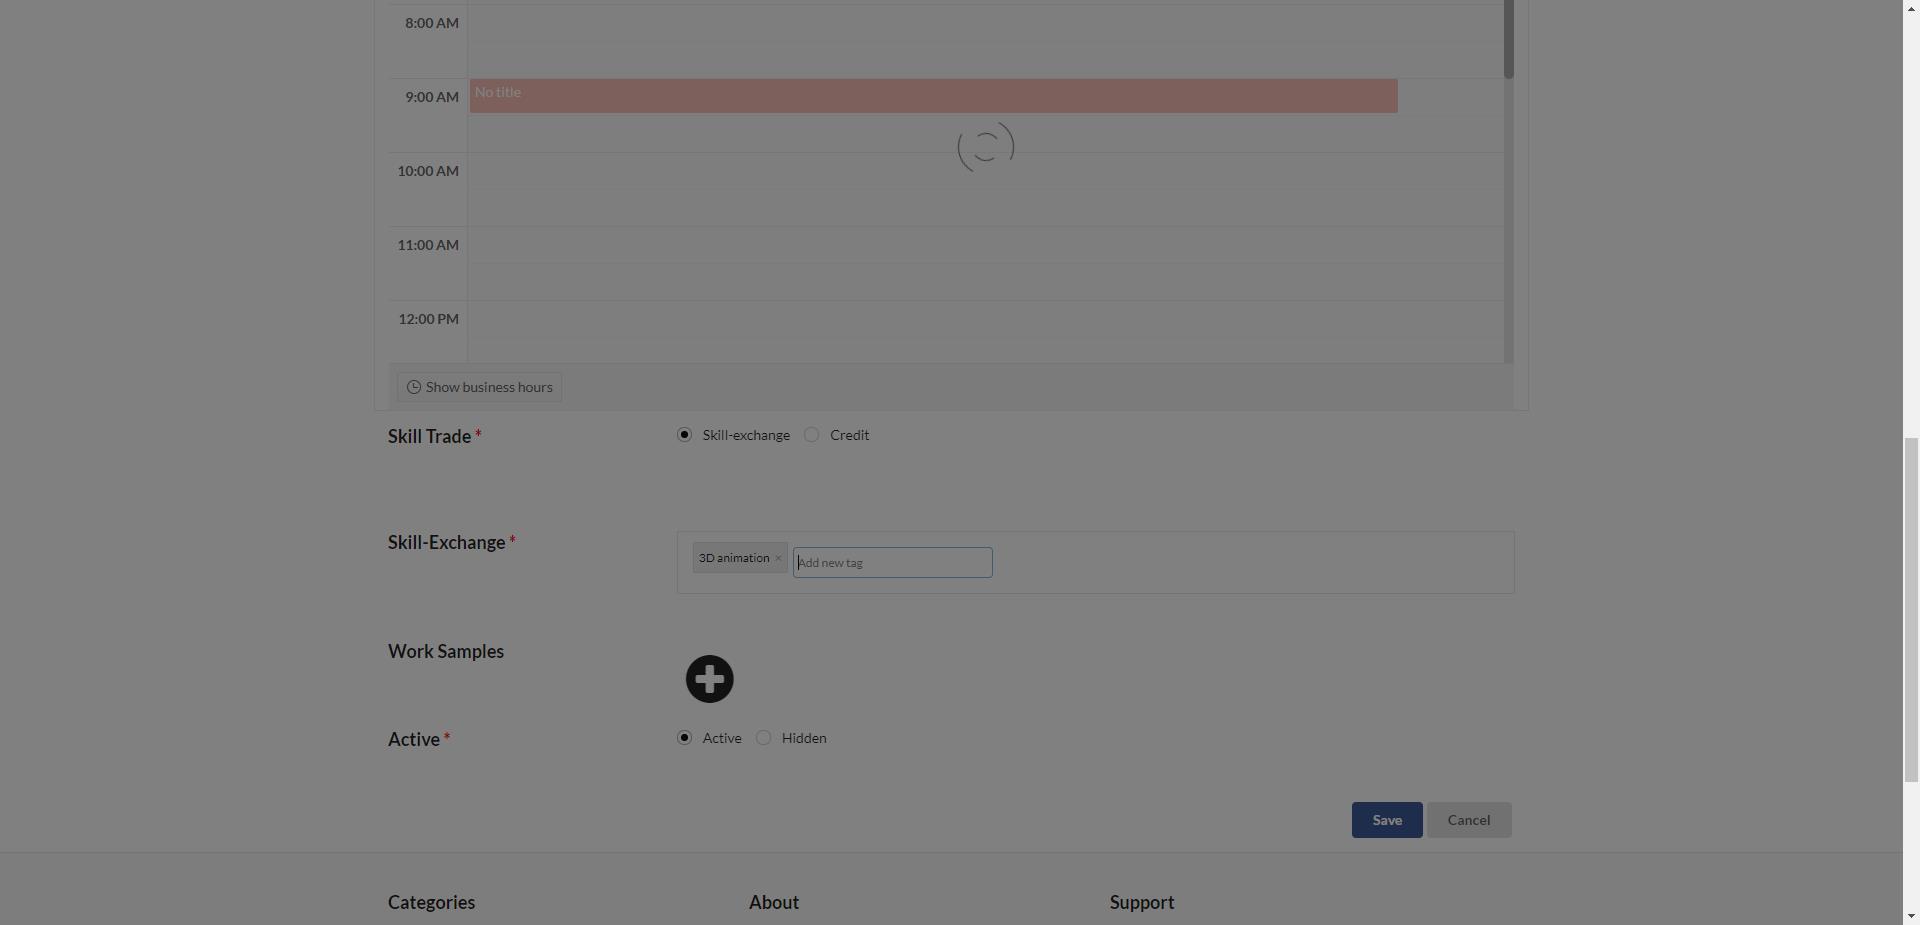 8:00 AM
9:00 AM
No title
10:00 AM
11:00 AM
12:00 PM
Show business hours
Skill Trade *
Skill-exchange
Credit
Skill-Exchange *
3D animation ×
Add new tag
Work Samples
Active *
Active
Hidden
Save
Cancel
Categories
About
Support